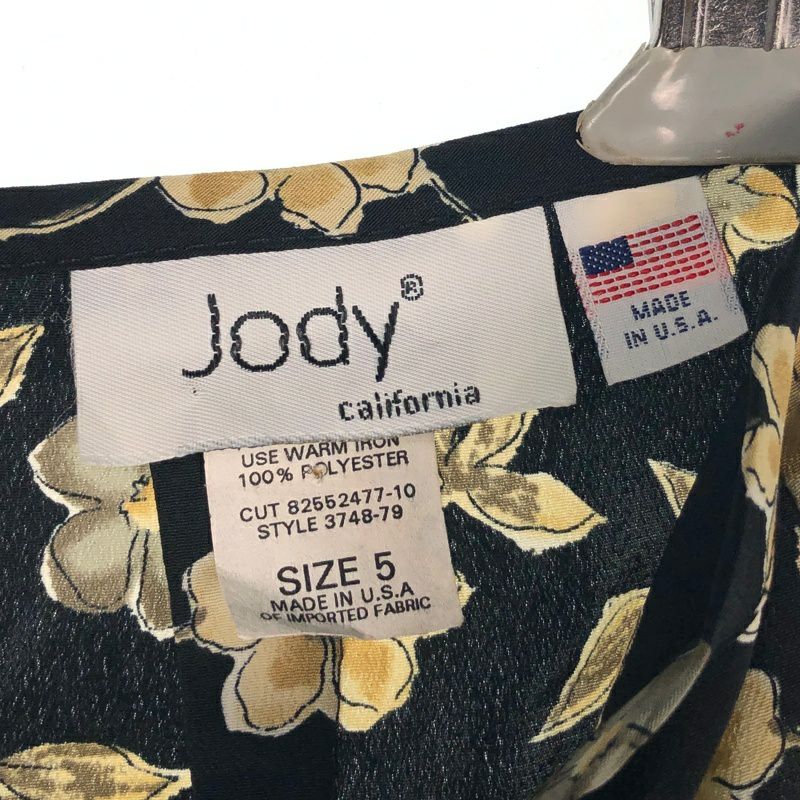 Jody®
california
MADE
IN U.S.A.
USE WARM IRON
100% POLYESTER
CUT 82552477-10
STYLE 3748-79
SIZE 5
MADE IN U.S.A
OF IMPORTED FABRIC